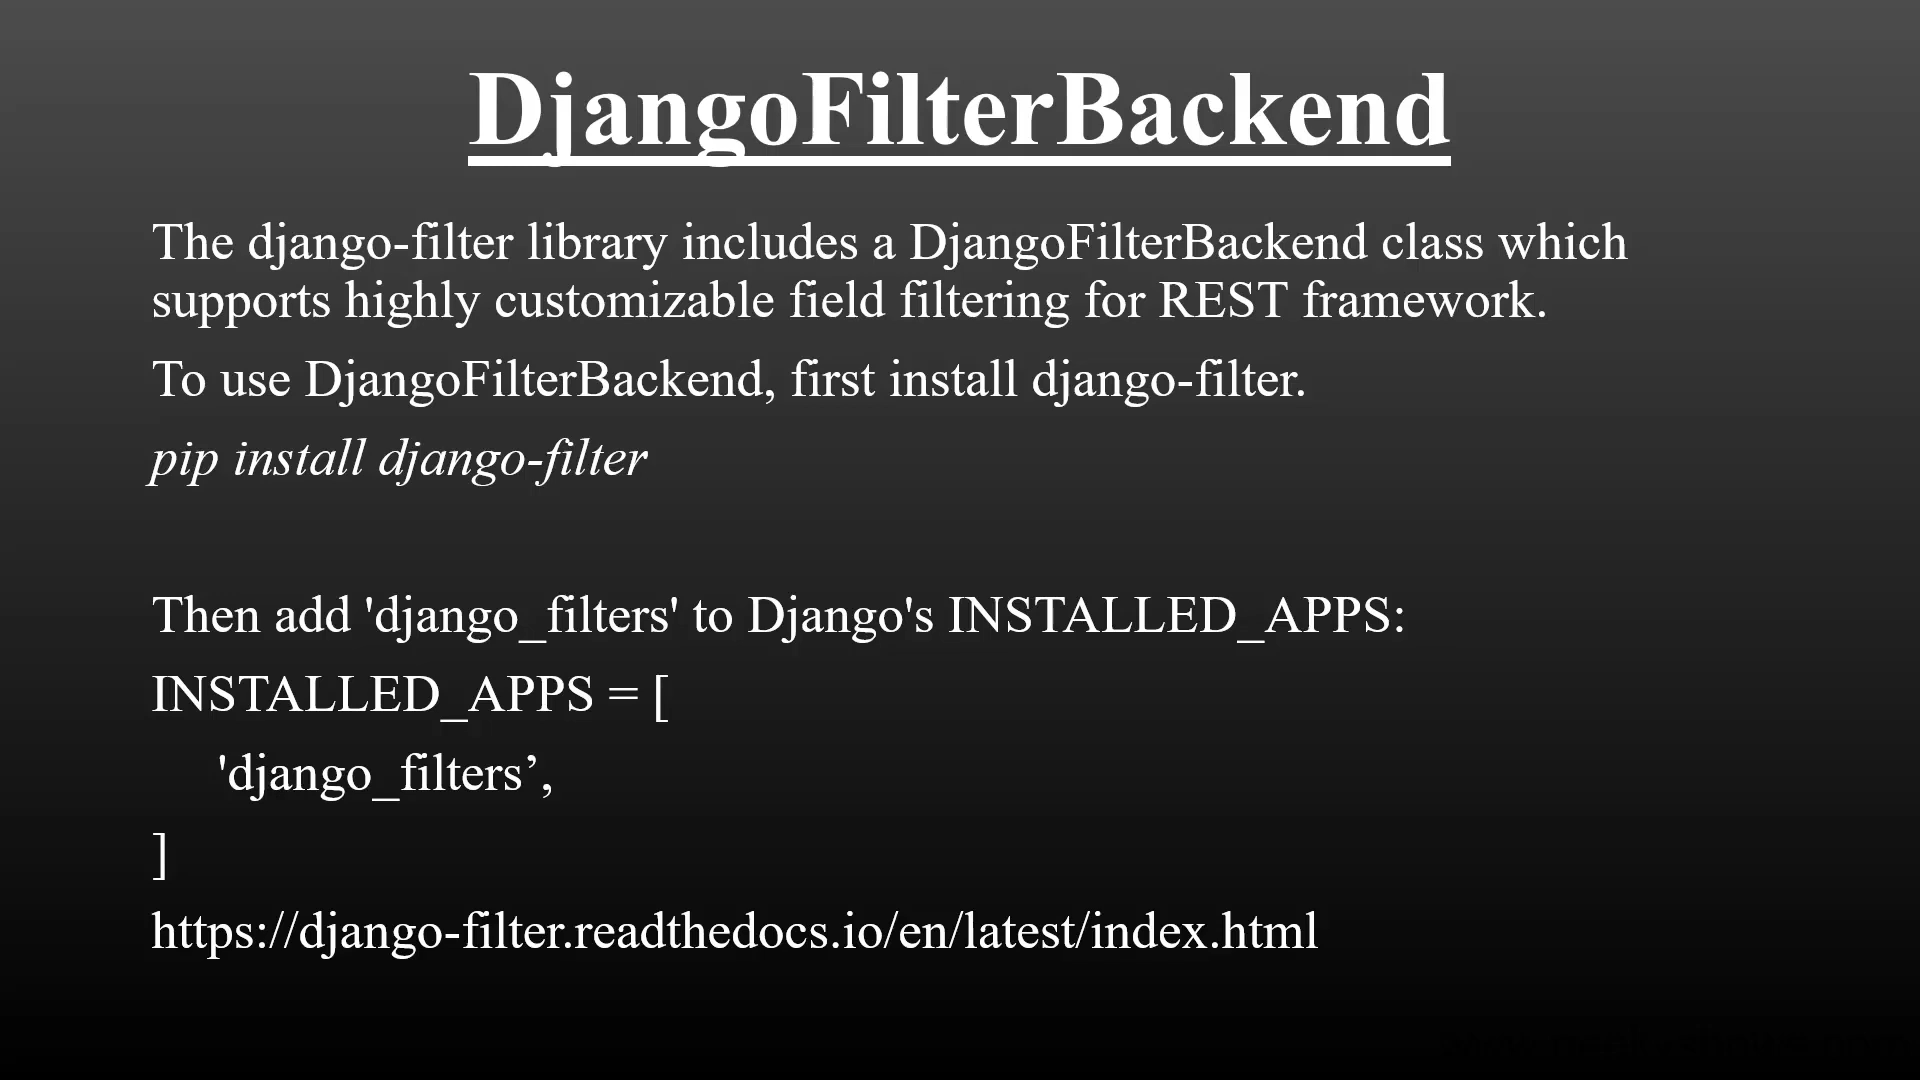 DjangoFilterBackend
The django-filter library includes a DjangoFilterBackend class which
supports highly customizable field filtering for REST framework.
To use DjangoFilterBackend, first install django-filter.
pip install django-filter
Then add 'django_filters' to Django's INSTALLED_APPS:
INSTALLED_APPS = [
'django_filters’,
]
https://django-filter.readthedocs.io/en/latest/index.html